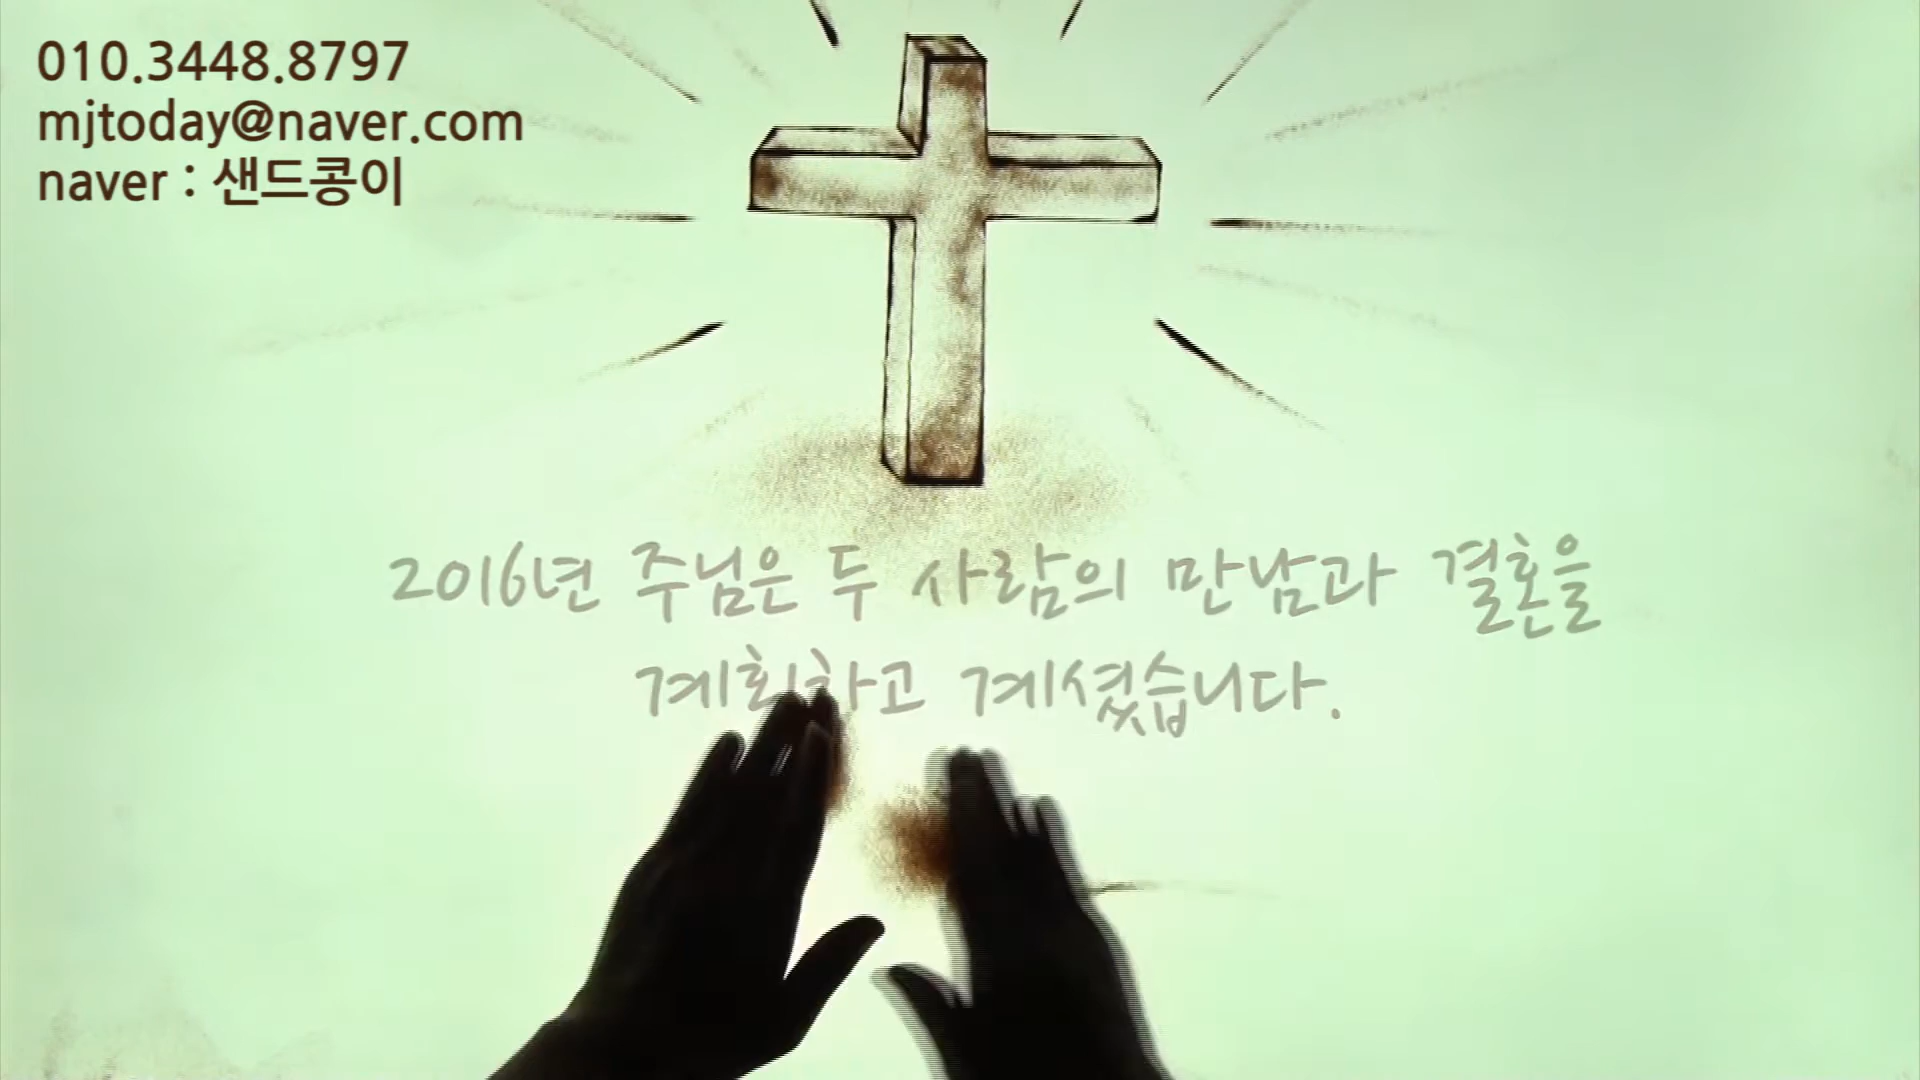 010.3448.8797
mjtoday@naver.com
naver : 샌드콩이
2016년 주님은 두 사람의 만남과 결혼을
계획하고 계셨습니다.